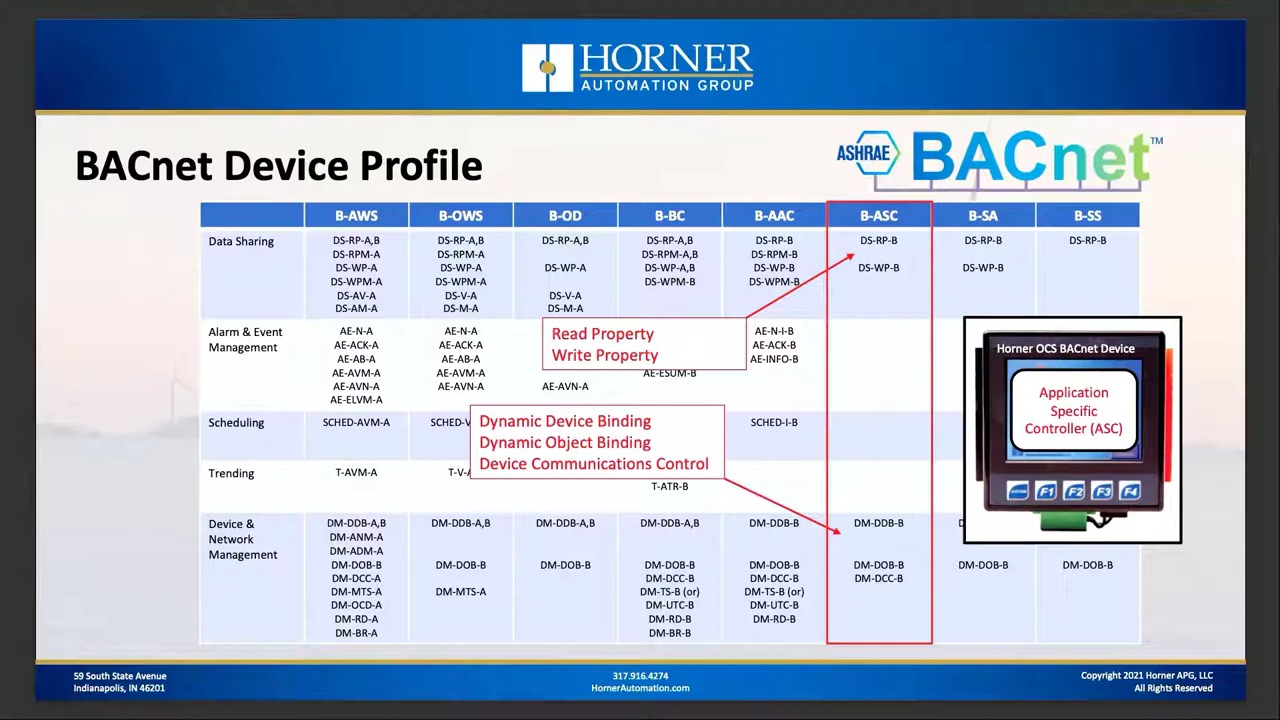 HORNER
AUTOMATION GROUP
BACnet Device Profile
ASHRAE BACnet™
B-AWS B-OWS B-OD B-BC B-AAC B-ASC B-SA B-SS
Data Sharing DS-RP-A,B DS-RP-A,B DS-RP-A,B DS-RP-A,B DS-RP-B DS-RP-B DS-RP-B DS-RP-B
DS-RPM-A DS-RPM-A DS-RPM-A,B DS-RPM-B
DS-WP-A DS-WP-A DS-WP-A DS-WP-A,B DS-WP-B DS-WP-B DS-WP-B
DS-WPM-A DS-WPM-A DS-WPM-B DS-WPM-B
DS-AV-A DS-V-A DS-V-A
DS-AM-A DS-M-A DS-M-A
Alarm & Event AE-N-A AE-N-A AE-N-I-B
Management AE-ACK-A AE-ACK-A AE-ACK-B
AE-AB-A AE-AB-A AE-INFO-B
AE-AVM-A AE-AVM-A AE-ESUM-B
AE-AVN-A AE-AVN-A AE-AVN-A
AE-ELVM-A
Read Property
Write Property
Scheduling SCHED-AVM-A SCHED-I-B
Dynamic Device Binding
Dynamic Object Binding
Device Communications Control
Trending T-AVM-A
T-ATR-B
Device & DM-DDB-A,B DM-DDB-A,B DM-DDB-A,B DM-DDB-A,B DM-DDB-B DM-DDB-B
Network DM-ANM-A
Management DM-ADM-A
DM-DOB-A DM-DOB-B DM-DOB-B DM-DOB-B DM-DOB-B DM-DOB-B DM-DOB-B DM-DOB-B
DM-DCC-A DM-DCC-B DM-DCC-B DM-DCC-B
DM-MTS-A DM-MTS-A DM-TS-B (or) DM-TS-B (or)
DM-OCD-A DM-UTC-B DM-UTC-B
DM-RD-A DM-RD-B DM-RD-B
DM-BR-A DM-BR-B
Horner OCS BACnet Device
Application
Specific
Controller (ASC)
SYSTEM F1 F2 F3 F4
59 South State Avenue
Indianapolis, IN 46201
317.916.4274
HornerAutomation.com
Copyright 2021 Horner APG, LLC
All Rights Reserved